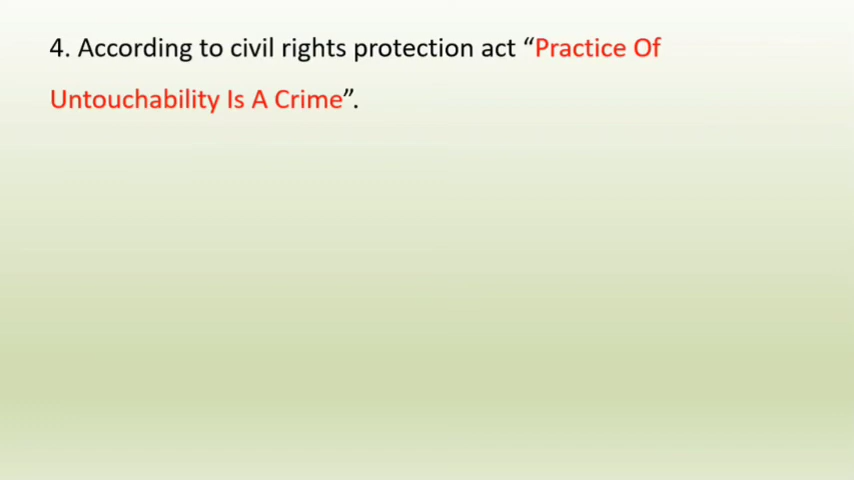 4. According to civil rights protection act “Practice Of
Untouchability Is A Crime”.